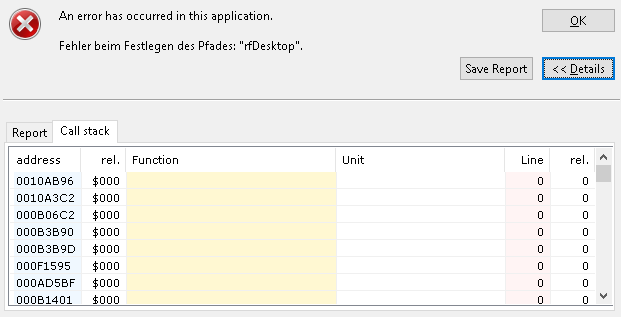 An error has occurred in this application.
OK
Fehler beim Festlegen des Pfades: "rfDesktop".
Save Report
<< Details
Report
Call stack
address rel. Function Unit Line rel.
0010AB96 $000 0 0
0010A3C2 $000 0 0
000B06C2 $000 0 0
000B3B90 $000 0 0
000B3B9D $000 0 0
000F1595 $000 0 0
000AD5BF $000 0 0
000B1401 $000 0 0